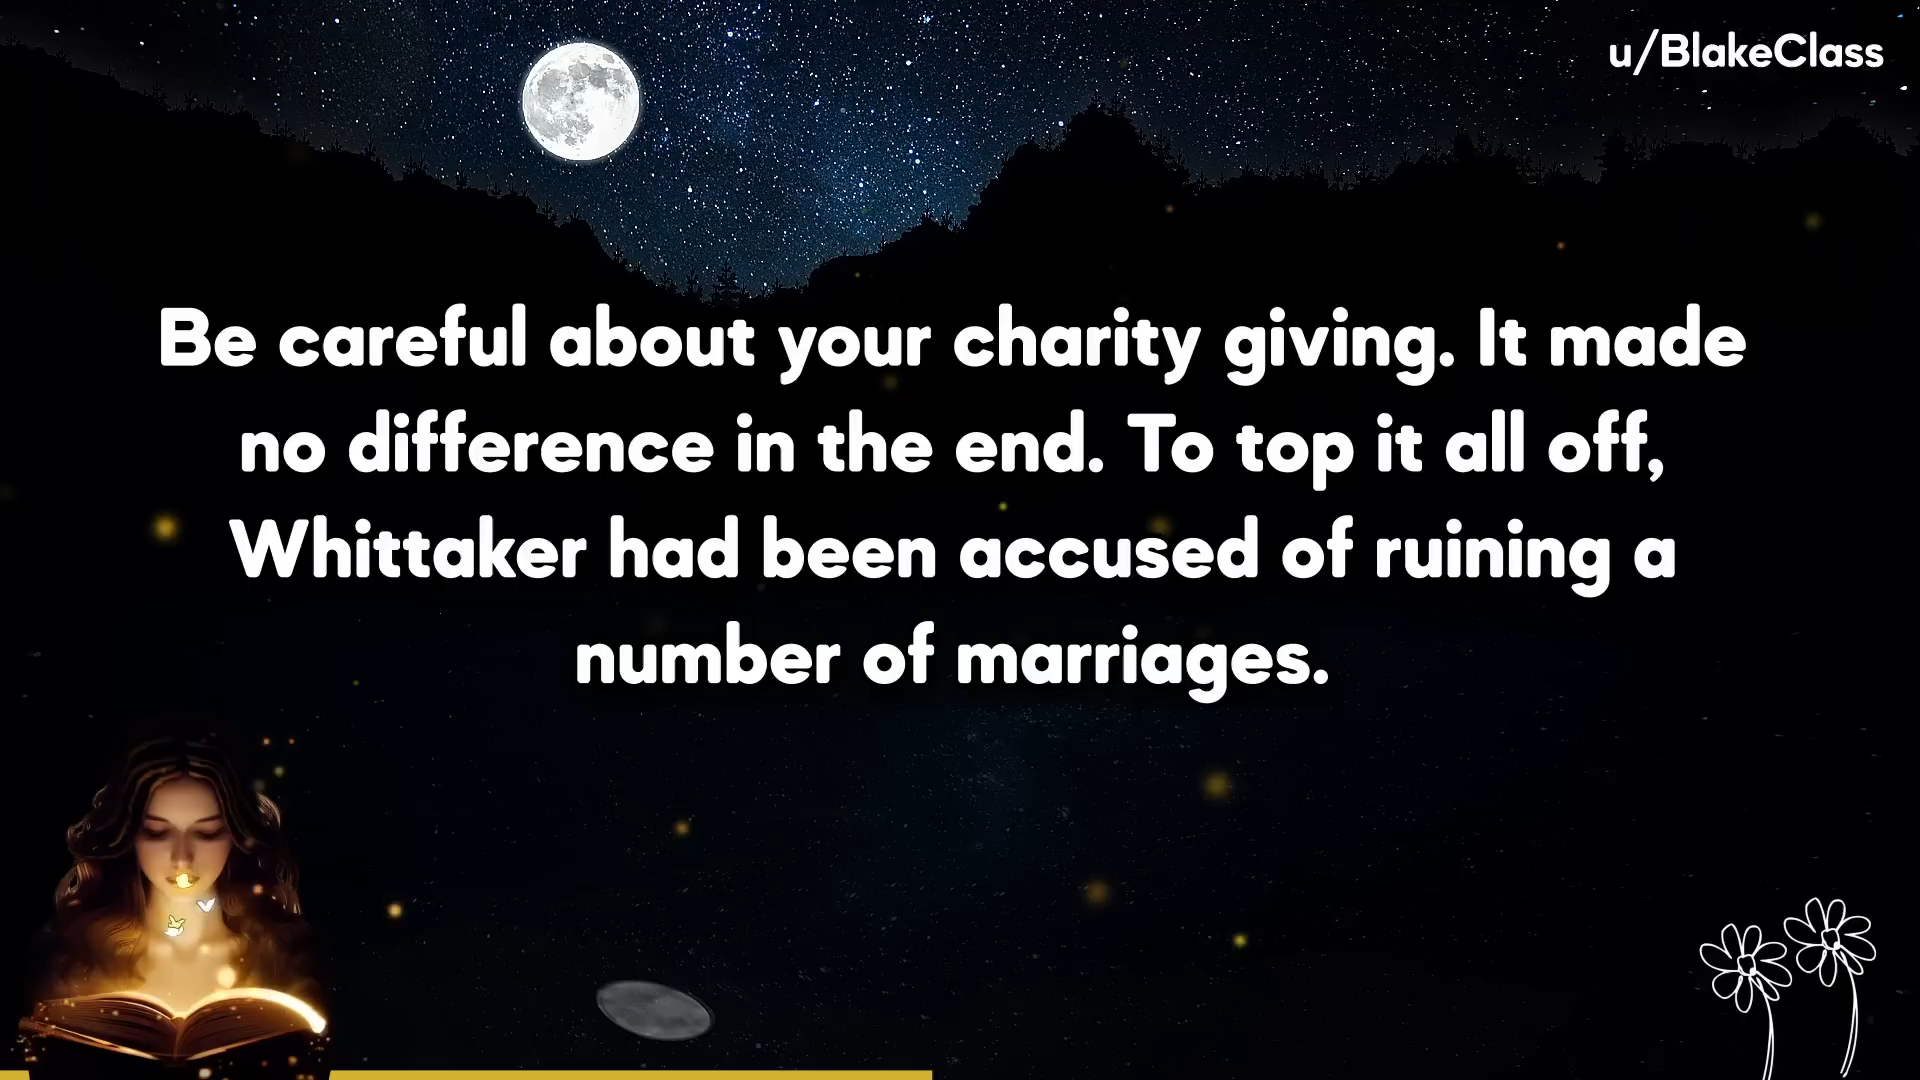 u/BlakeClass
Be careful about your charity giving. It made
no difference in the end. To top it all off,
Whittaker had been accused of ruining a
number of marriages.